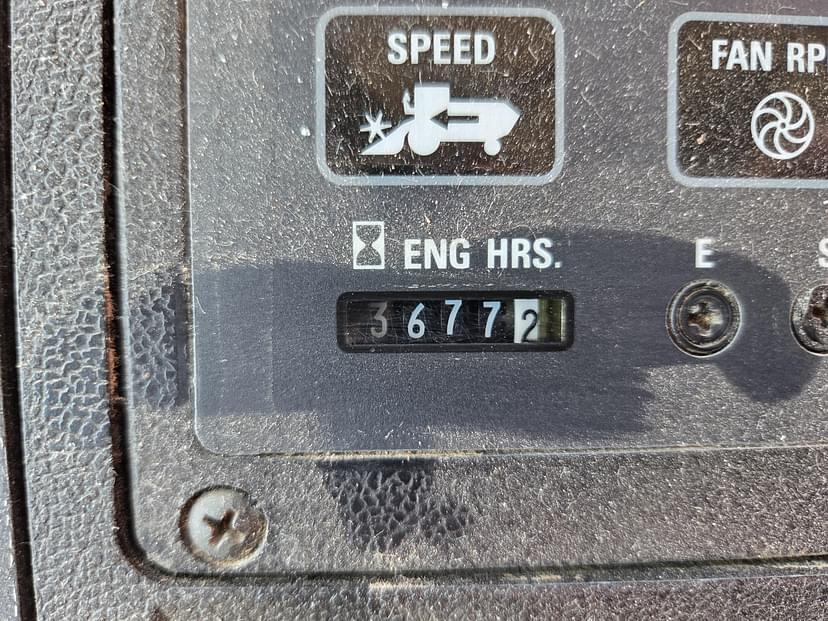 SPEED
FAN RP
ENG HRS.
E
S
36772